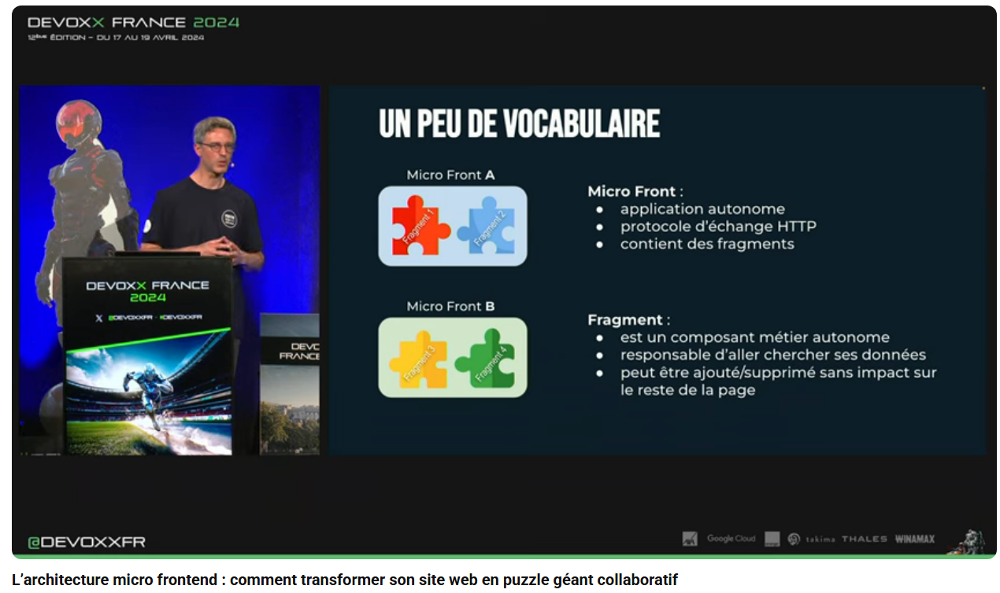 DEVOXX FRANCE 2024
12ème ÉDITION – DU 17 AU 19 AVRIL 2024
DEVOXX FRANCE
2024
X @DEVOXXFR - #DEVOXXFR
DEVO
FRANCE
UN PEU DE VOCABULAIRE
Micro Front A
Fragment 1
Fragment 2
Micro Front :
● application autonome
● protocole d'échange HTTP
● contient des fragments
Micro Front B
Fragment 3
Fragment 4
Fragment :
● est un composant métier autonome
● responsable d'aller chercher ses données
● peut être ajouté/supprimé sans impact sur
le reste de la page
@DEVOXXFR
Google Cloud takima THALES WINAMAX
L'architecture micro frontend : comment transformer son site web en puzzle géant collaboratif